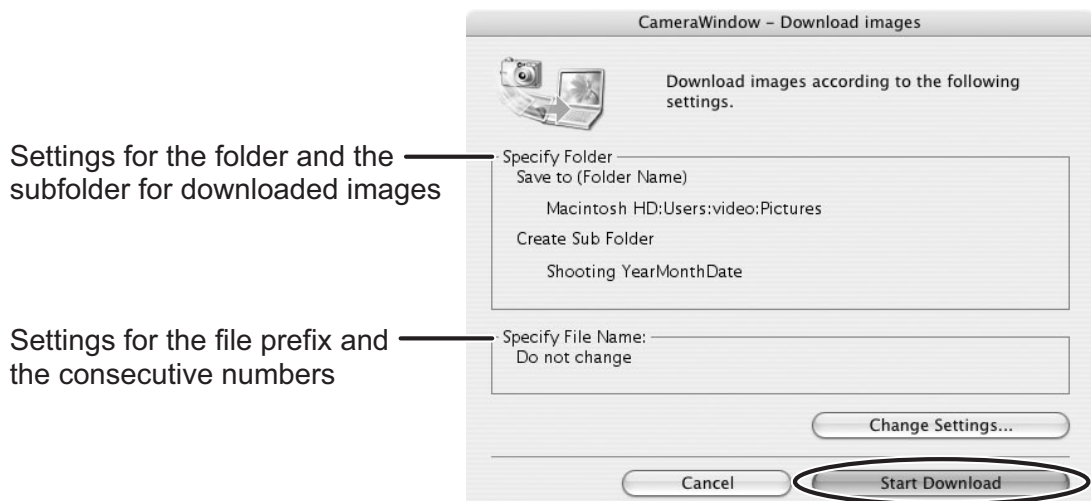 CameraWindow – Download images
Download images according to the following
settings.
Settings for the folder and the
subfolder for downloaded images
Specify Folder
Save to (Folder Name)
Macintosh HD:Users:video:Pictures
Create Sub Folder
Shooting YearMonthDate
Settings for the file prefix and
the consecutive numbers
Specify File Name:
Do not change
Change Settings...
Cancel
Start Download